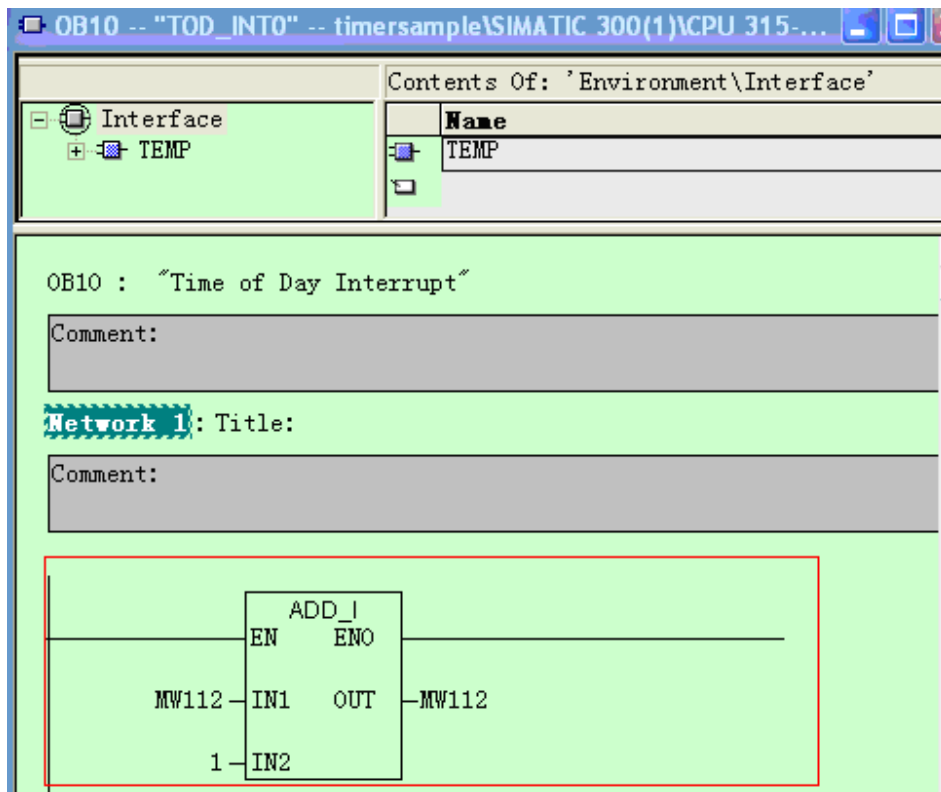 OB10 -- "TOD_INT0" -- timersample\SIMATIC 300(1)\CPU 315-...
Contents Of: 'Environment\Interface'
Interface
Name
TEMP
TEMP
OB10 : "Time of Day Interrupt"
Comment:
Network 1: Title:
Comment:
ADD_I
EN ENO
MW112 IN1 OUT MW112
1 IN2